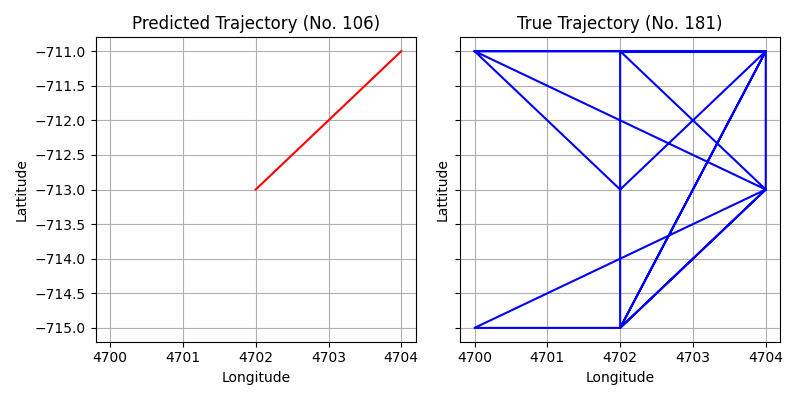 Predicted Trajectory (No. 106)
True Trajectory (No. 181)
−711.0
−711.5
−712.0
−712.5
−713.0
−713.5
−714.0
−714.5
−715.0
Lattitude
Lattitude
4700 4701 4702 4703 4704
4700 4701 4702 4703 4704
Longitude
Longitude